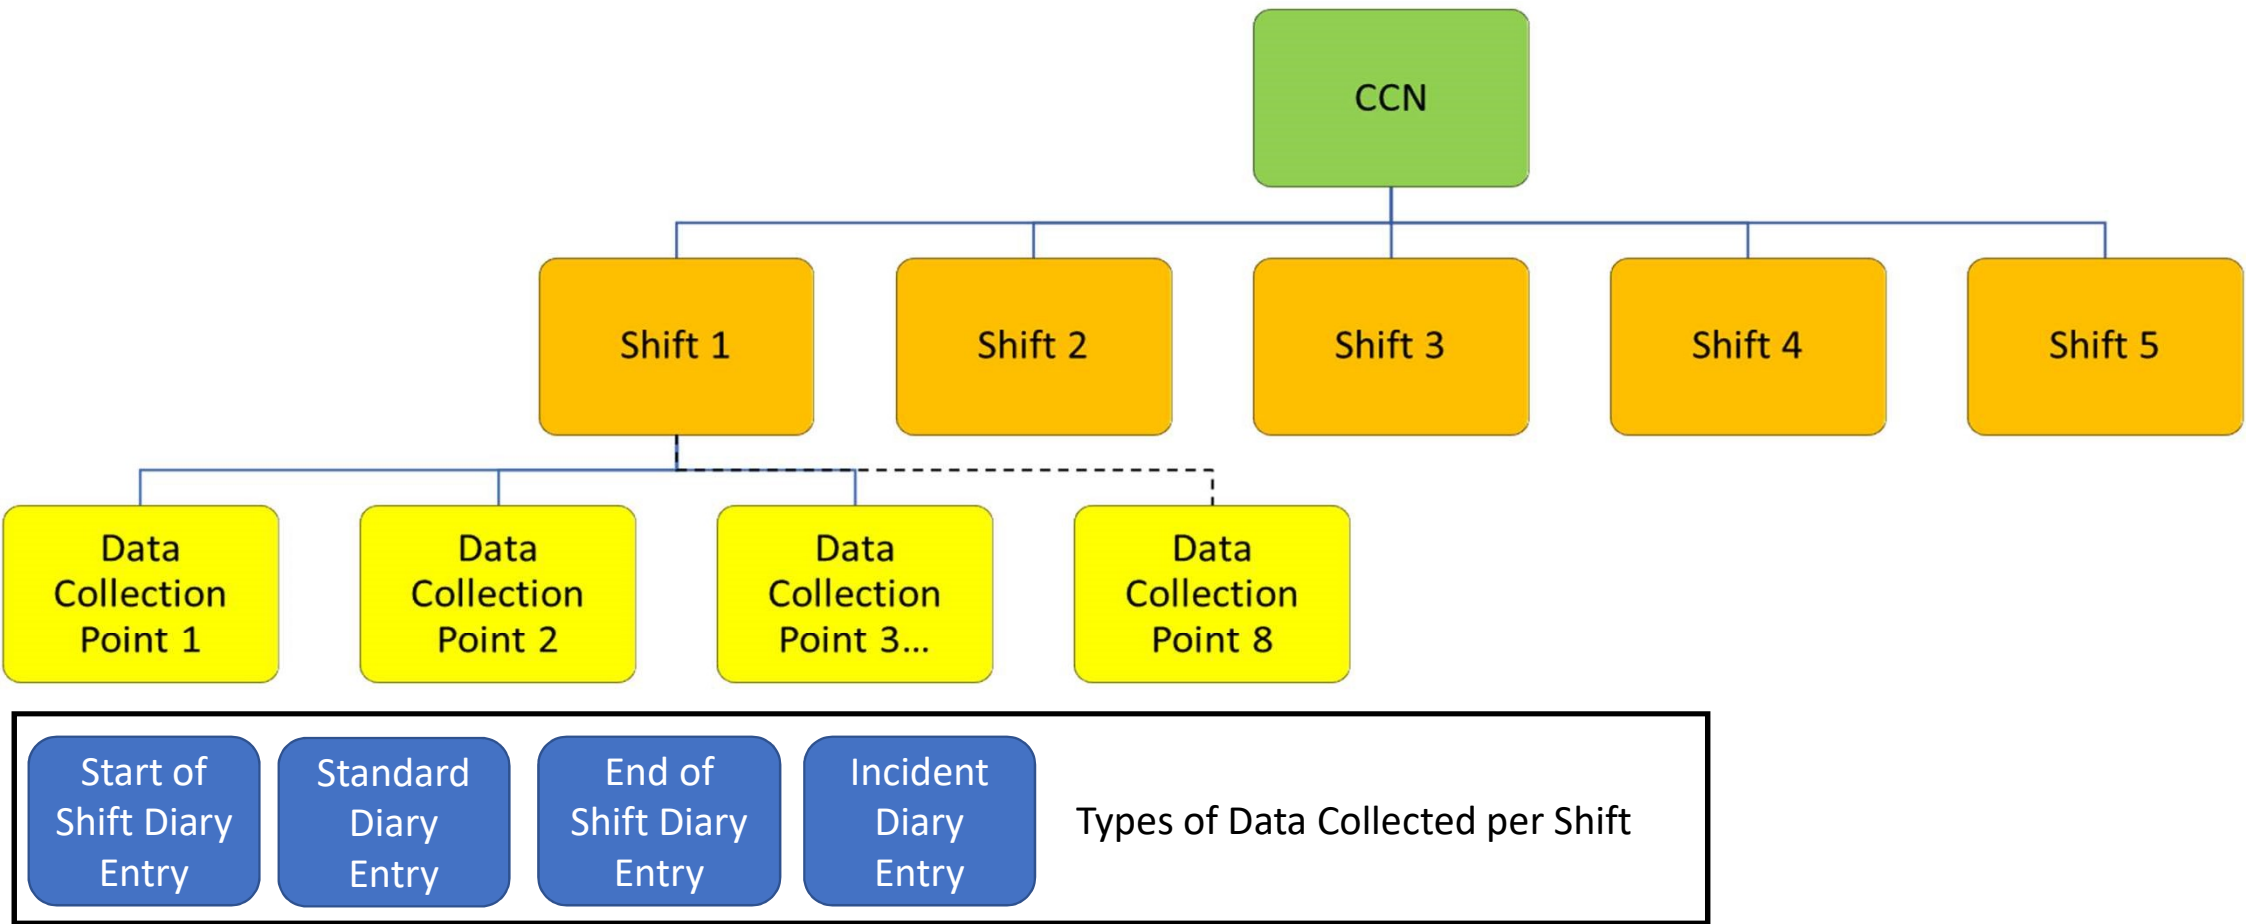 CCN
Shift 1
Shift 2
Shift 3
Shift 4
Shift 5
Data
Collection
Point 1
Data
Collection
Point 2
Data
Collection
Point 3...
Data
Collection
Point 8
Start of
Shift Diary
Entry
Standard
Diary
Entry
End of
Shift Diary
Entry
Incident
Diary
Entry
Types of Data Collected per Shift